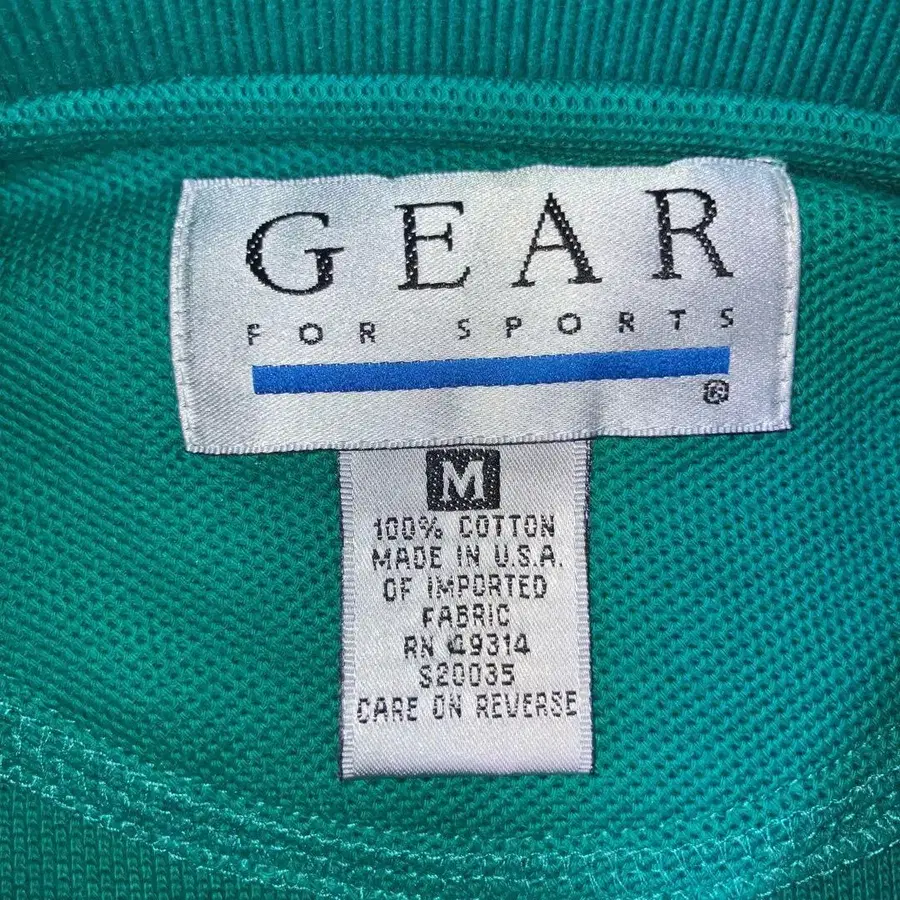 GEAR
FOR SPORTS
®
M
100% COTTON
MADE IN U.S.A.
OF IMPORTED
FABRIC
RN 49314
S20035
CARE ON REVERSE